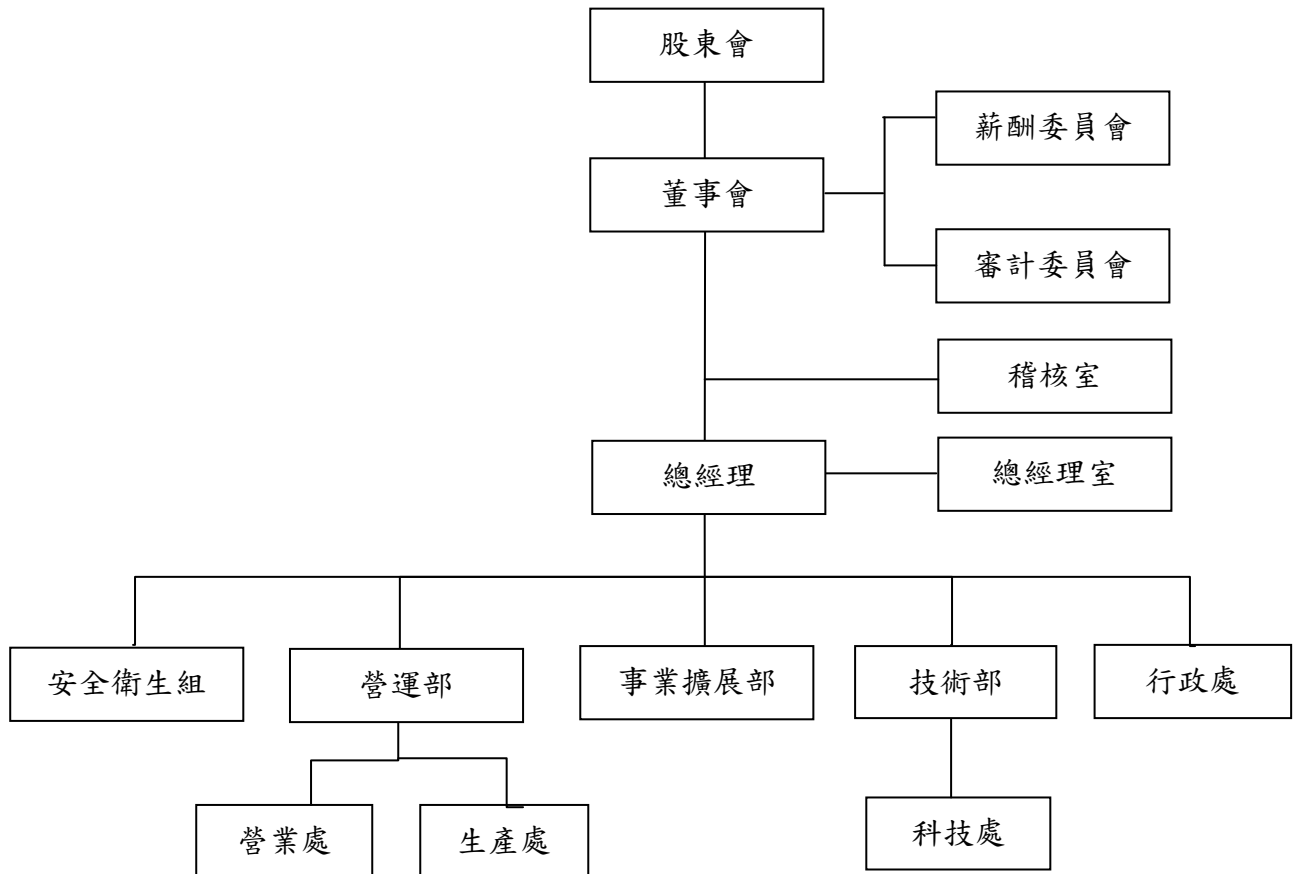 股東會
薪酬委員會
董事會
審計委員會
稽核室
總經理
總經理室
安全衛生組
營運部
事業擴展部
技術部
行政處
營業處
生產處
科技處